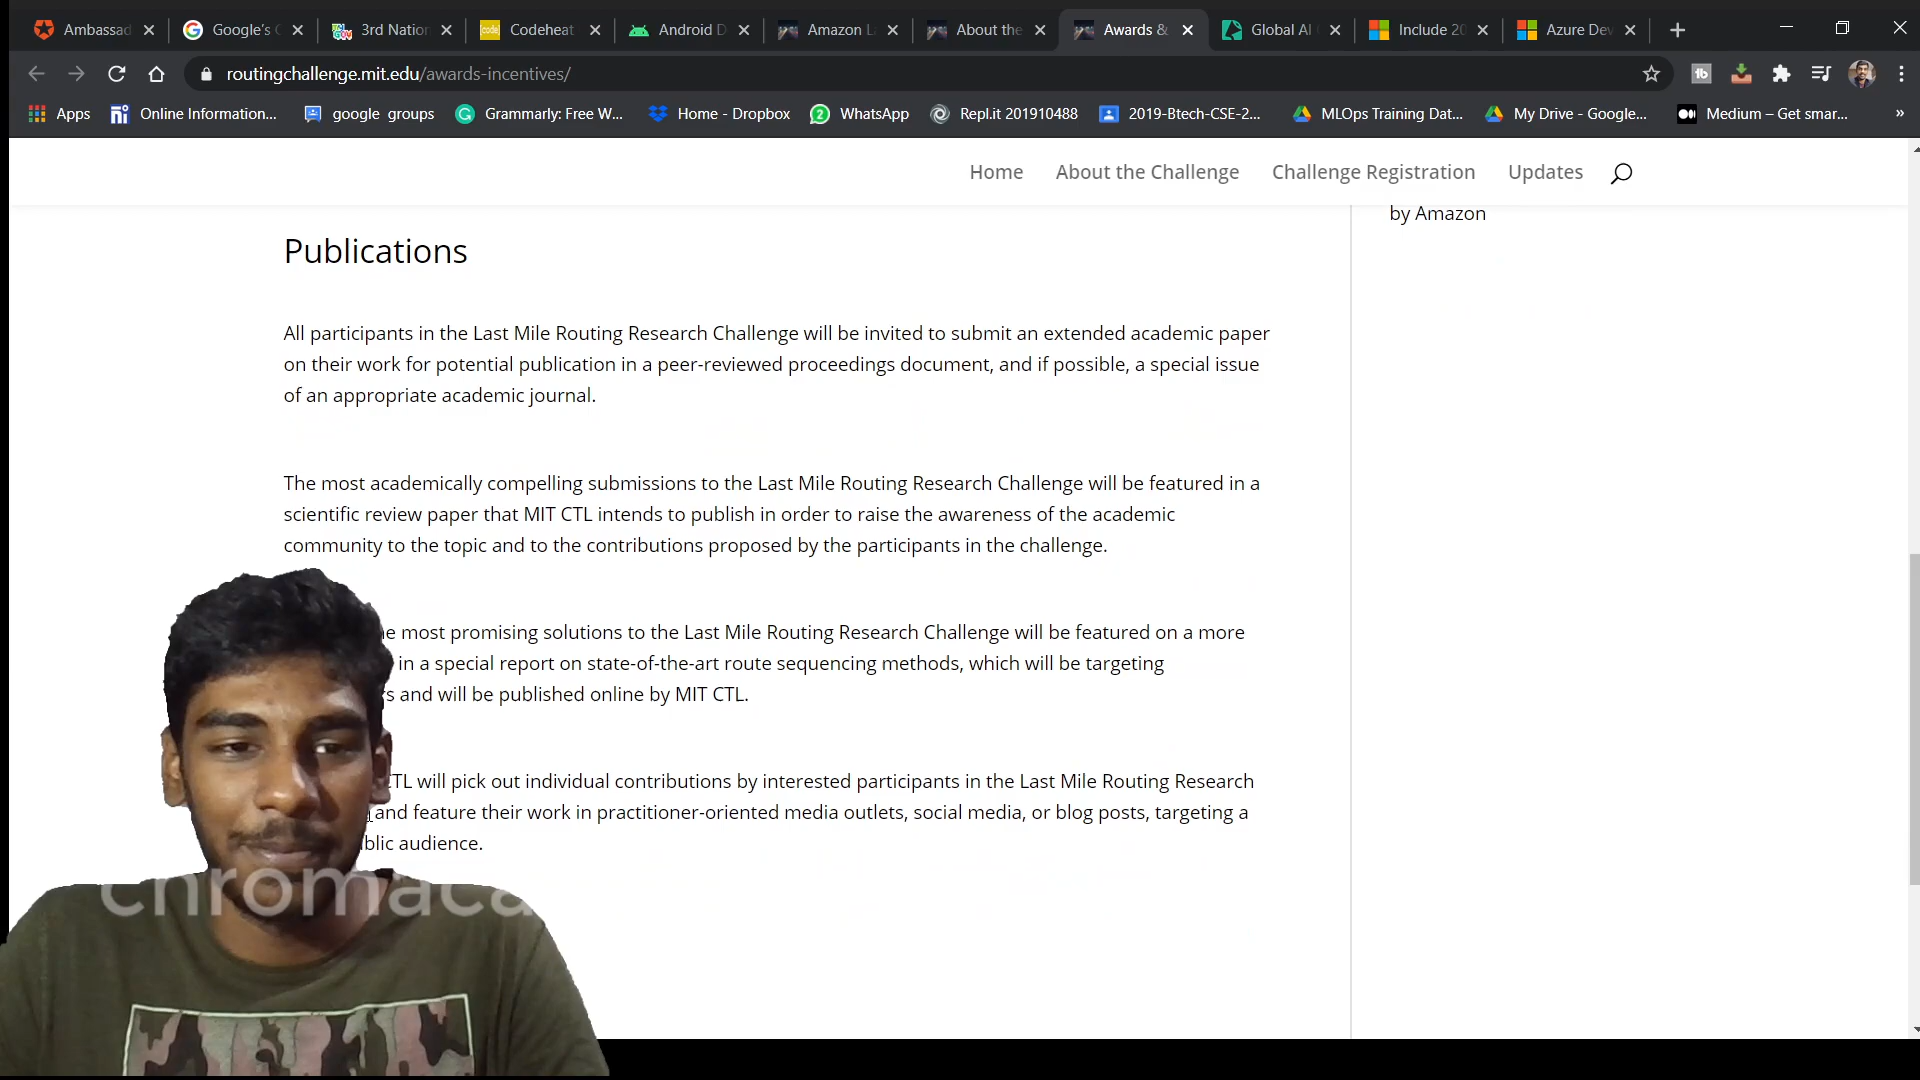 Ambassad
Google's C
3rd Nation
Codeheat
Android D
Amazon L
About the
Awards &
Global AI
Include 20
Azure Dev
routingchallenge.mit.edu/awards-incentives/
Apps
Online Information...
google groups
Grammarly: Free W...
Home - Dropbox
WhatsApp
Repl.it 201910488
2019-Btech-CSE-2...
MLOps Training Dat...
My Drive - Google...
Medium – Get smar...
»
Home
About the Challenge
Challenge Registration
Updates
by Amazon
Publications
All participants in the Last Mile Routing Research Challenge will be invited to submit an extended academic paper
on their work for potential publication in a peer-reviewed proceedings document, and if possible, a special issue
of an appropriate academic journal.
The most academically compelling submissions to the Last Mile Routing Research Challenge will be featured in a
scientific review paper that MIT CTL intends to publish in order to raise the awareness of the academic
community to the topic and to the contributions proposed by the participants in the challenge.
most promising solutions to the Last Mile Routing Research Challenge will be featured on a more
in a special report on state-of-the-art route sequencing methods, which will be targeting
and will be published online by MIT CTL.
CTL will pick out individual contributions by interested participants in the Last Mile Routing Research
and feature their work in practitioner-oriented media outlets, social media, or blog posts, targeting a
audience.
chromaca